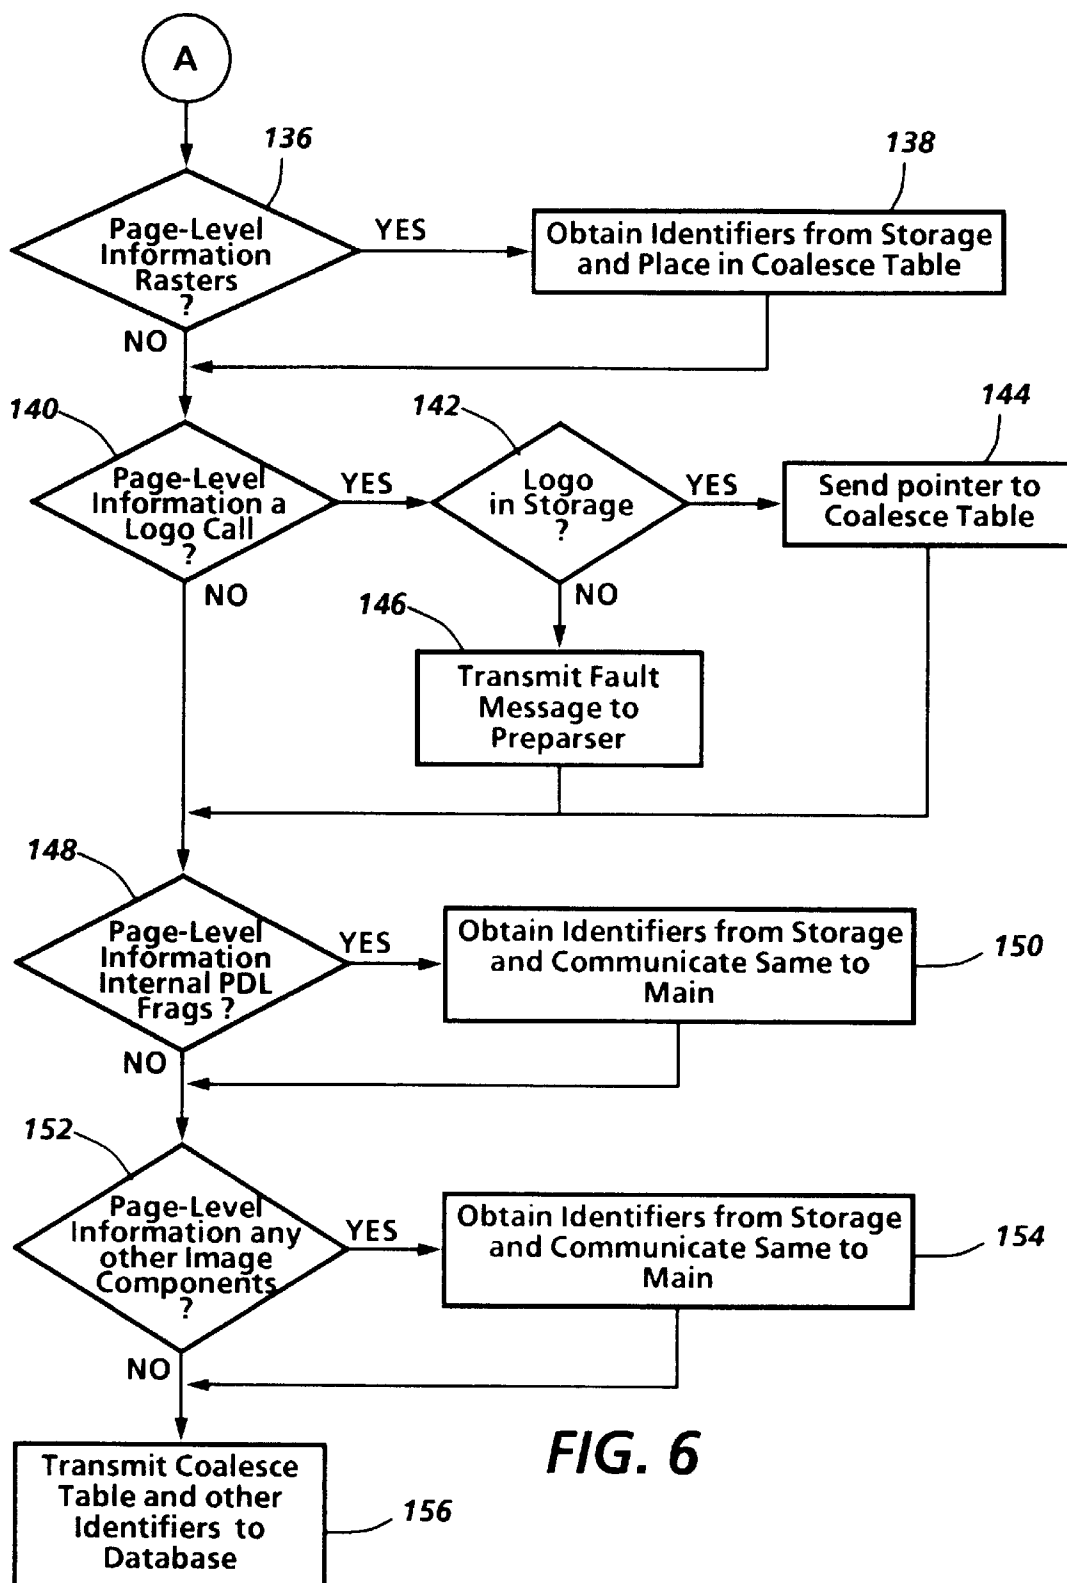 A
136
138
Page-Level
Information
Rasters
?
YES
Obtain Identifiers from Storage
and Place in Coalesce Table
NO
140
142
144
Page-Level
Information a
Logo Call
?
YES
Logo
in Storage
?
YES
Send pointer to
Coalesce Table
NO
NO
146
Transmit Fault
Message to
Preparser
148
Page-Level
Information
Internal PDL
Frags ?
YES
Obtain Identifiers from Storage
and Communicate Same to
Main
150
NO
152
Page-Level
Information any
other Image
Components
?
YES
Obtain Identifiers from Storage
and Communicate Same to
Main
154
NO
FIG. 6
Transmit Coalesce
Table and other
Identifiers to
Database
156